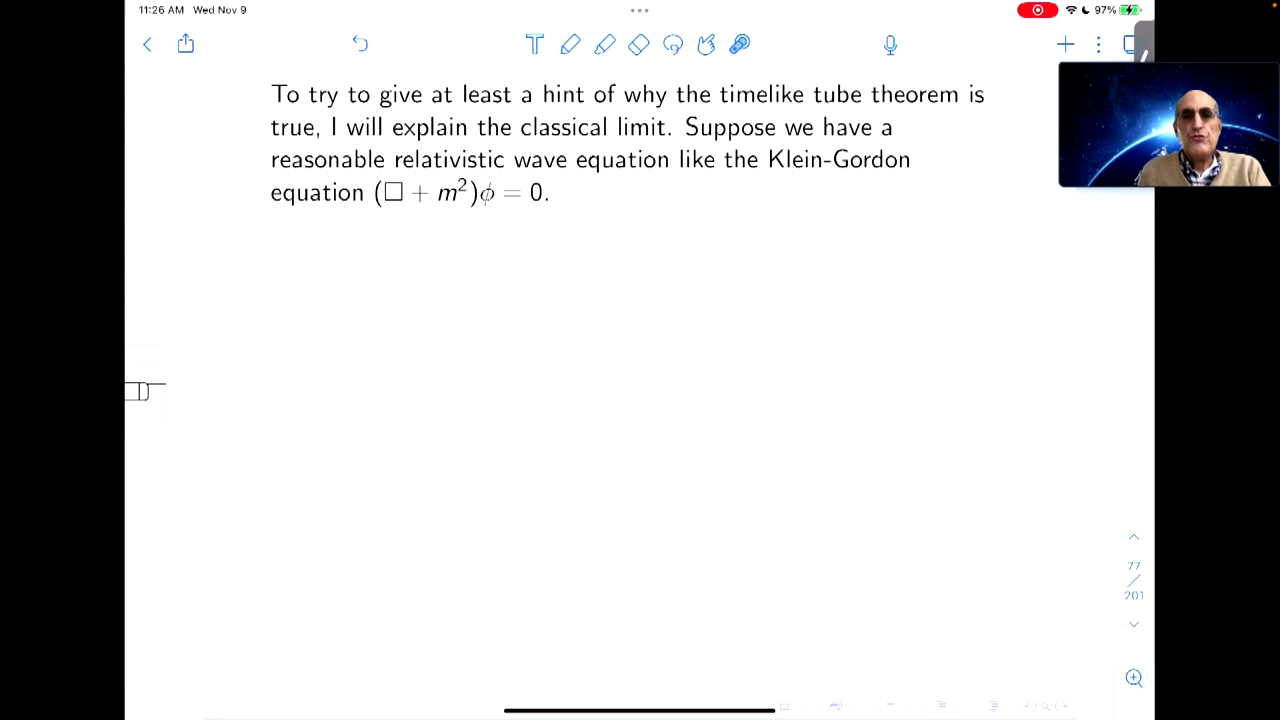 11:26 AM Wed Nov 9
97%
To try to give at least a hint of why the timelike tube theorem is
true, I will explain the classical limit. Suppose we have a
reasonable relativistic wave equation like the Klein-Gordon
equation (□ + m²)ϕ = 0.
77
/
201